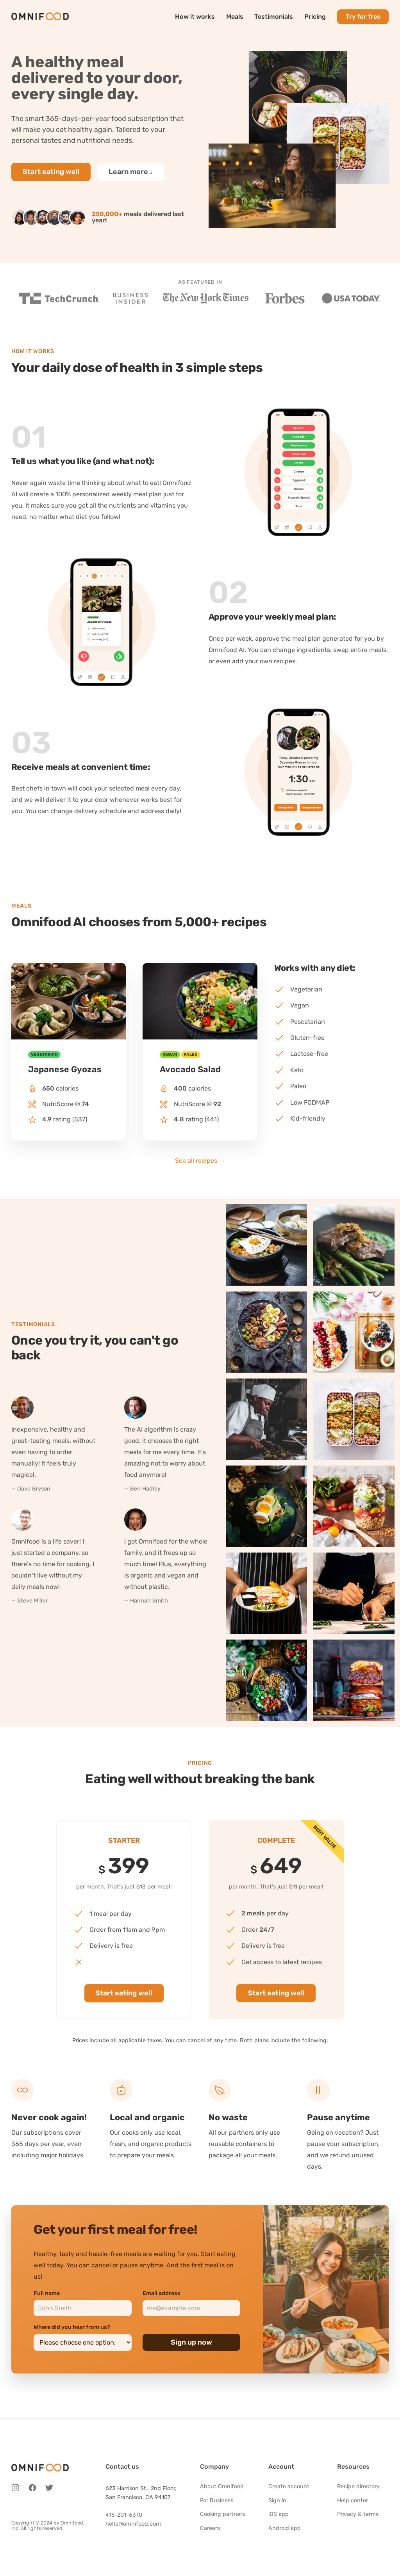 OMNIFOOD
How it works
Meals
Testimonials
Pricing
Try for free
A healthy meal
delivered to your door,
every single day.
The smart 365-days-per-year food subscription that
will make you eat healthy again. Tailored to your
personal tastes and nutritional needs.
Start eating well
Learn more ↓
250,000+ meals delivered last
year!
AS FEATURED IN
TechCrunch
BUSINESS
INSIDER
The New York Times
Forbes
USA TODAY
HOW IT WORKS
Your daily dose of health in 3 simple steps
01
Tell us what you like (and what not):
Never again waste time thinking about what to eat! Omnifood
AI will create a 100% personalized weekly meal plan just for
you. It makes sure you get all the nutrients and vitamins you
need, no matter what diet you follow!
02
Approve your weekly meal plan:
Once per week, approve the meal plan generated for you by
Omnifood AI. You can change ingredients, swap entire meals,
or even add your own recipes.
03
Receive meals at convenient time:
Best chefs in town will cook your selected meal every day,
and we will deliver it to your door whenever works best for
you. You can change delivery schedule and address daily!
1:30
MEALS
Omnifood AI chooses from 5,000+ recipes
VEGETARIAN
Japanese Gyozas
650 calories
NutriScore ® 74
4.9 rating (537)
VEGAN
PALEO
Avocado Salad
400 calories
NutriScore ® 92
4.8 rating (441)
Works with any diet:
Vegetarian
Vegan
Pescatarian
Gluten-free
Lactose-free
Keto
Paleo
Low FODMAP
Kid-friendly
See all recipes →
TESTIMONIALS
Once you try it, you can't go
back
Inexpensive, healthy and
great-tasting meals, without
even having to order
manually! It feels truly
magical.
— Dave Bryson
The AI algorithm is crazy
good, it chooses the right
meals for me every time. It's
amazing not to worry about
food anymore!
— Ben Hadley
Omnifood is a life saver! I
just started a company, so
there's no time for cooking. I
couldn't live without my
daily meals now!
— Steve Miller
I got Omnifood for the whole
family, and it frees up so
much time! Plus, everything
is organic and vegan and
without plastic.
— Hannah Smith
PRICING
Eating well without breaking the bank
STARTER
$399
per month. That's just $13 per meal!
1 meal per day
Order from 11am and 9pm
Delivery is free
Start eating well
BEST VALUE
COMPLETE
$649
per month. That's just $11 per meal!
2 meals per day
Order 24/7
Delivery is free
Get access to latest recipes
Start eating well
Prices include all applicable taxes. You can cancel at any time. Both plans include the following:
Never cook again!
Our subscriptions cover
365 days per year, even
including major holidays.
Local and organic
Our cooks only use local,
fresh, and organic products
to prepare your meals.
No waste
All our partners only use
reusable containers to
package all your meals.
Pause anytime
Going on vacation? Just
pause your subscription,
and we refund unused
days.
Get your first meal for free!
Healthy, tasty and hassle-free meals are waiting for you. Start eating
well today. You can cancel or pause anytime. And the first meal is on
us!
Full name
John Smith
Email address
me@example.com
Where did you hear from us?
Please choose one option:
Sign up now
OMNIFOOD
Copyright © 2024 by Omnifood,
Inc. All rights reserved.
Contact us
623 Harrison St., 2nd Floor,
San Francisco, CA 94107
415-201-6370
hello@omnifood.com
Company
About Omnifood
For Business
Cooking partners
Careers
Account
Create account
Sign in
iOS app
Android app
Resources
Recipe directory
Help center
Privacy & terms